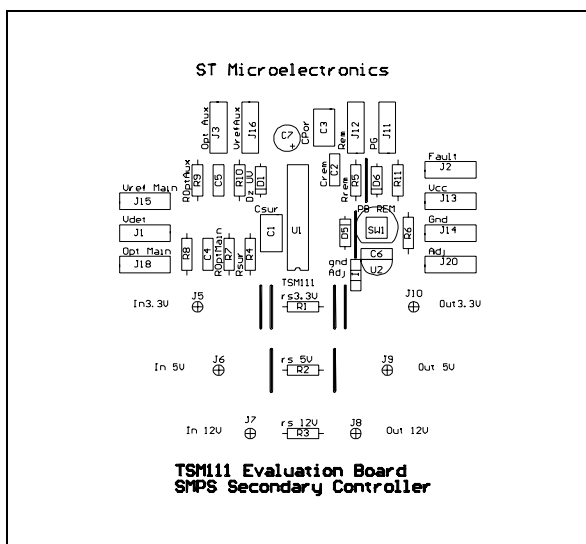 ST Microelectronics
Opt Aux
J3
VrefAux
J16
C7
+
CPor
C3
Rem
J12
PG
J11
Fault
J2
ROptAux
R9
C5
R10
Dz UV
D1
Crem
C2
Rrem
R5
D6
R11
Vcc
J13
Vref Main
J15
Vdet
J1
Opt Main
J18
Csur
C1
U1
PB REM
SW1
D5
R6
Gnd
J14
Adj
J20
R8
C4
ROptMain
R7
Rsur
R4
C6
U2
gnd
Adj
TSM111
In3.3V
J5
rs3.3V
R1
J10
Out3.3V
In 5V
J6
rs 5V
R2
J9
Out 5V
In 12V
J7
rs 12V
R3
J8
Out 12V
TSM111 Evaluation Board
SMPS Secondary Controller